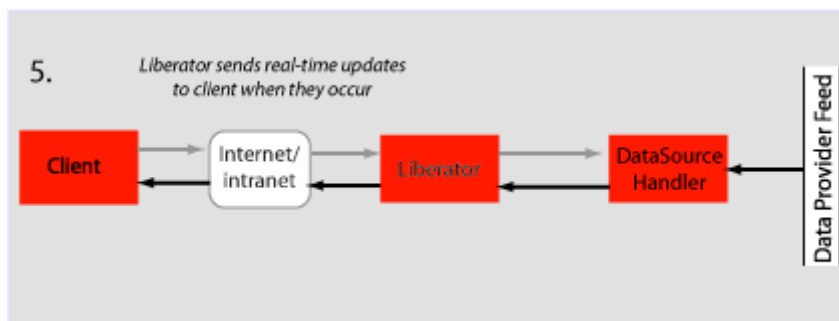 5.
Liberator sends real-time updates
to client when they occur
Client
Internet/
intranet
Liberator
DataSource
Handler
Data Provider Feed